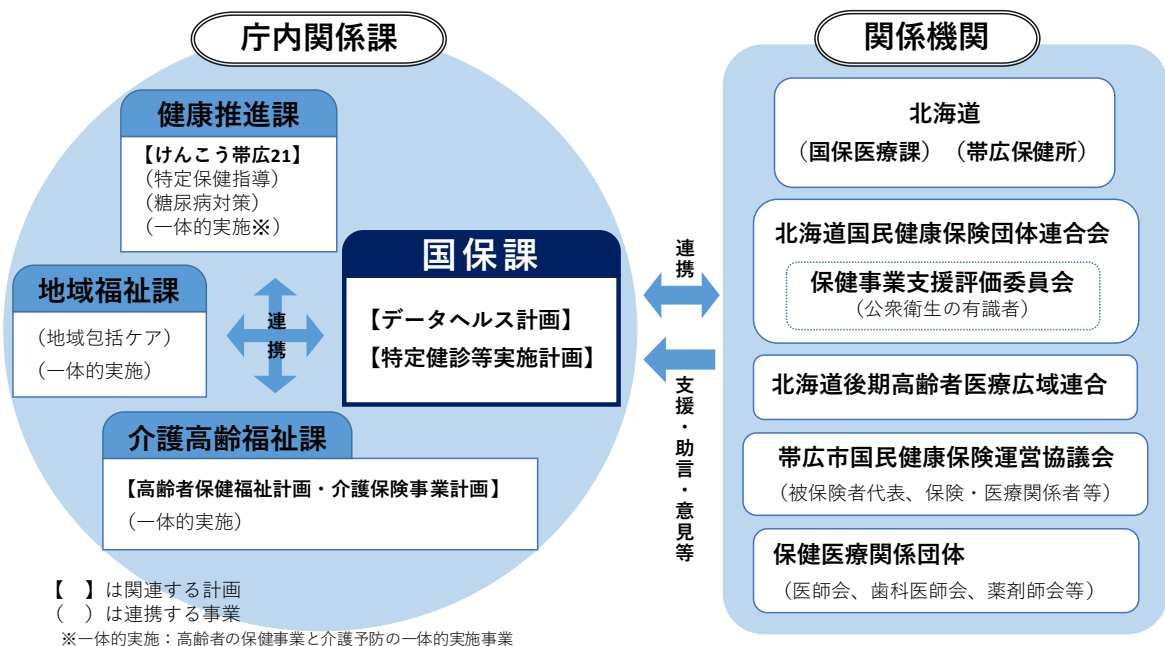 庁内関係課
健康推進課
【けんこう帯広21】
（特定保健指導）
（糖尿病対策）
（一体的実施※）
地域福祉課
（地域包括ケア）
（一体的実施）
連
携
国保課
【データヘルス計画】
【特定健診等実施計画】
介護高齢福祉課
【高齢者保健福祉計画・介護保険事業計画】
（一体的実施）
【　】は関連する計画
（　）は連携する事業
※一体的実施：高齢者の保健事業と介護予防の一体的実施事業
連携
支援・助言・意見等
関係機関
北海道
（国保医療課）（帯広保健所）
北海道国民健康保険団体連合会
保健事業支援評価委員会
（公衆衛生の有識者）
北海道後期高齢者医療広域連合
帯広市国民健康保険運営協議会
（被保険者代表、保険・医療関係者等）
保健医療関係団体
（医師会、歯科医師会、薬剤師会等）